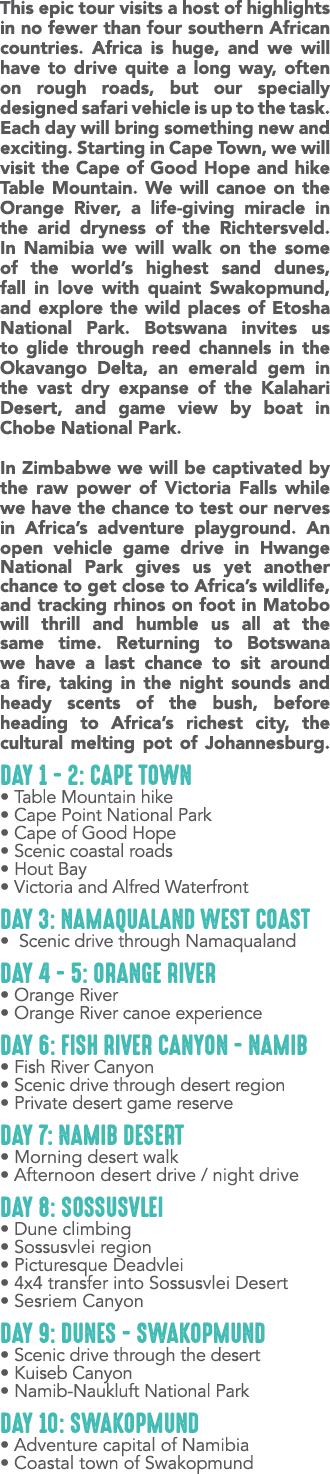 This epic tour visits a host of highlights
in no fewer than four southern African
countries. Africa is huge, and we will
have to drive quite a long way, often
on rough roads, but our specially
designed safari vehicle is up to the task.
Each day will bring something new and
exciting. Starting in Cape Town, we will
visit the Cape of Good Hope and hike
Table Mountain. We will canoe on the
Orange River, a life-giving miracle in
the arid dryness of the Richtersveld.
In Namibia we will walk on the some
of the world's highest sand dunes,
fall in love with quaint Swakopmund,
and explore the wild places of Etosha
National Park. Botswana invites us
to glide through reed channels in the
Okavango Delta, an emerald gem in
the vast dry expanse of the Kalahari
Desert, and game view by boat in
Chobe National Park.
In Zimbabwe we will be captivated by
the raw power of Victoria Falls while
we have the chance to test our nerves
in Africa's adventure playground. An
open vehicle game drive in Hwange
National Park gives us yet another
chance to get close to Africa's wildlife,
and tracking rhinos on foot in Matobo
will thrill and humble us all at the
same time. Returning to Botswana
we have a last chance to sit around
a fire, taking in the night sounds and
heady scents of the bush, before
heading to Africa's richest city, the
cultural melting pot of Johannesburg.
DAY 1 - 2: CAPE TOWN
• Table Mountain hike
• Cape Point National Park
• Cape of Good Hope
• Scenic coastal roads
• Hout Bay
• Victoria and Alfred Waterfront
DAY 3: NAMAQUALAND WEST COAST
• Scenic drive through Namaqualand
DAY 4 - 5: ORANGE RIVER
• Orange River
• Orange River canoe experience
DAY 6: FISH RIVER CANYON - NAMIB
• Fish River Canyon
• Scenic drive through desert region
• Private desert game reserve
DAY 7: NAMIB DESERT
• Morning desert walk
• Afternoon desert drive / night drive
DAY 8: SOSSUSVLEI
• Dune climbing
• Sossusvlei region
• Picturesque Deadvlei
• 4x4 transfer into Sossusvlei Desert
• Sesriem Canyon
DAY 9: DUNES - SWAKOPMUND
• Scenic drive through the desert
• Kuiseb Canyon
• Namib-Naukluft National Park
DAY 10: SWAKOPMUND
• Adventure capital of Namibia
• Coastal town of Swakopmund